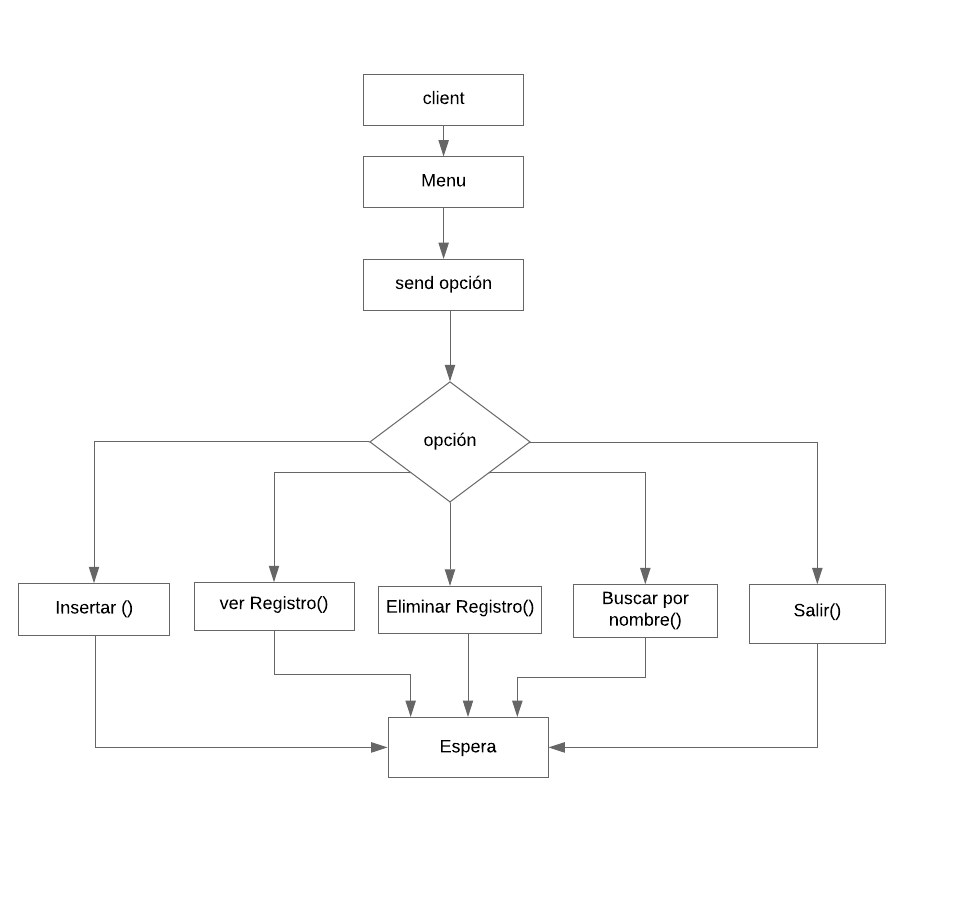 client
Menu
send opción
opción
Insertar ()
ver Registro()
Eliminar Registro()
Buscar por
nombre()
Salir()
Espera